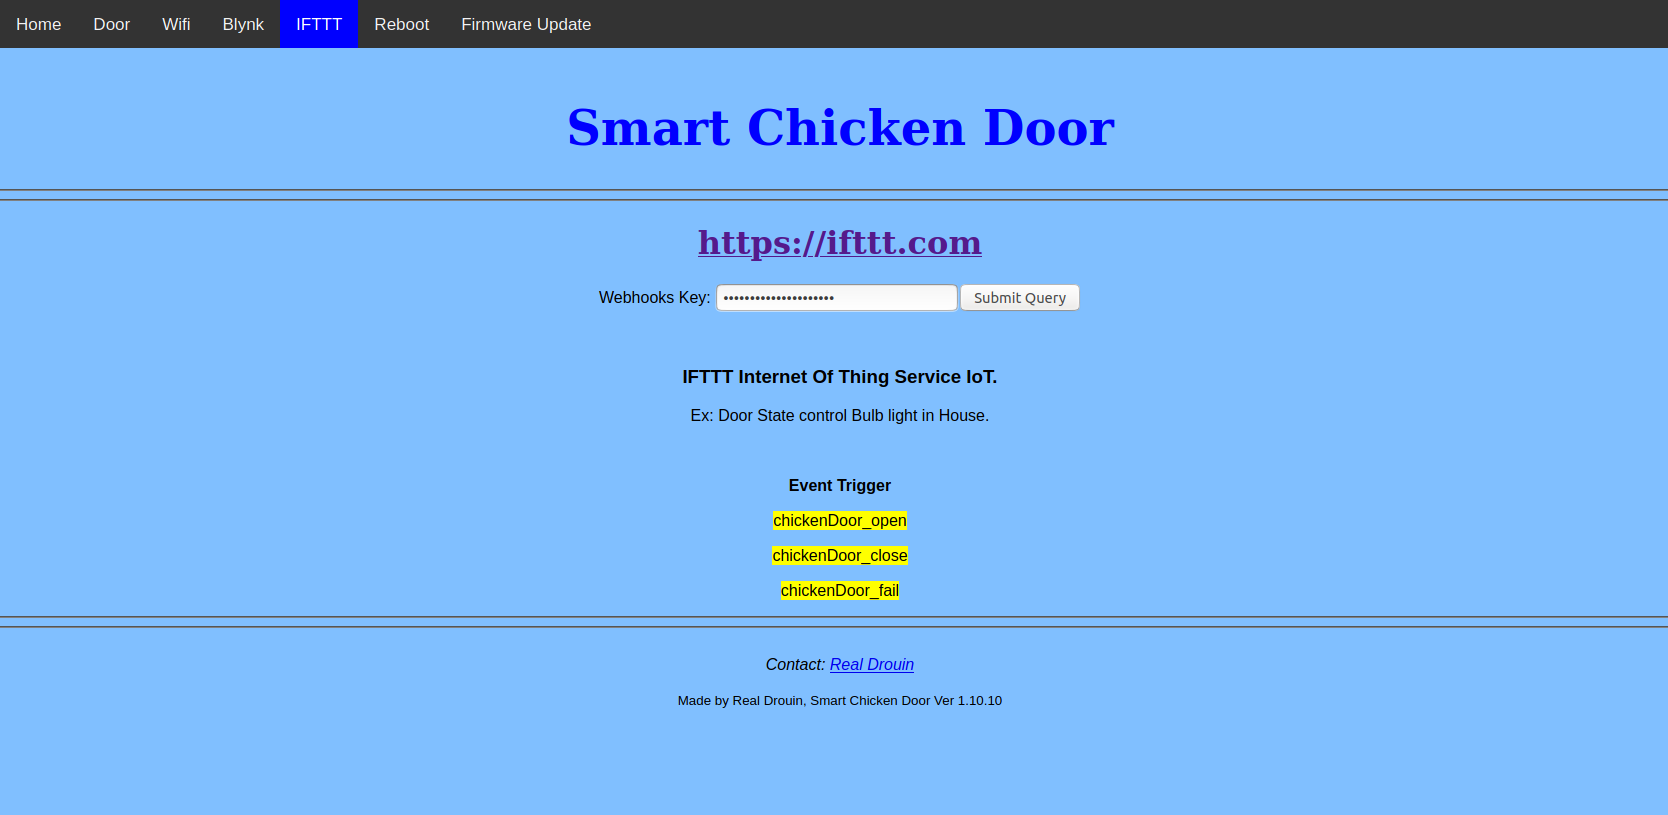 Home Door Wifi Blynk IFTTT Reboot Firmware Update
Smart Chicken Door
https://ifttt.com
Webhooks Key: ••••••••••••••••••••• Submit Query
IFTTT Internet Of Thing Service IoT.
Ex: Door State control Bulb light in House.
Event Trigger
chickenDoor_open
chickenDoor_close
chickenDoor_fail
Contact: Real Drouin
Made by Real Drouin, Smart Chicken Door Ver 1.10.10